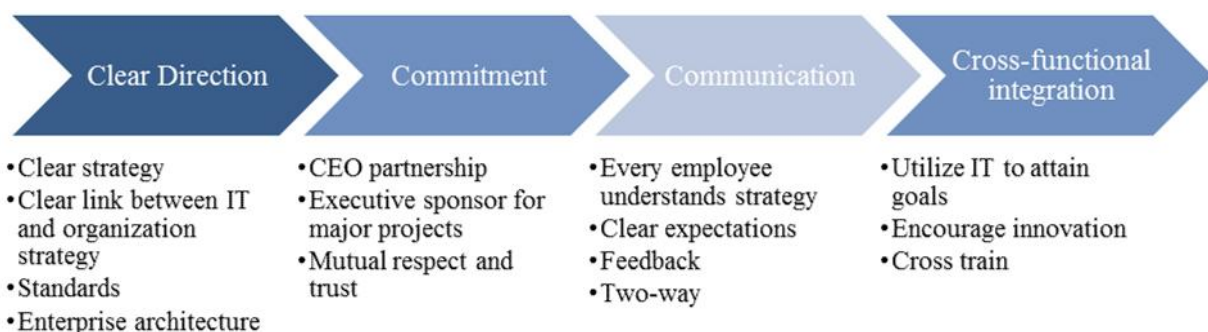 Clear Direction
Commitment
Communication
Cross-functional
integration
•Clear strategy
•Clear link between IT
and organization
strategy
•Standards
•Enterprise architecture
•CEO partnership
•Executive sponsor for
major projects
•Mutual respect and
trust
•Every employee
understands strategy
•Clear expectations
•Feedback
•Two-way
•Utilize IT to attain
goals
•Encourage innovation
•Cross train